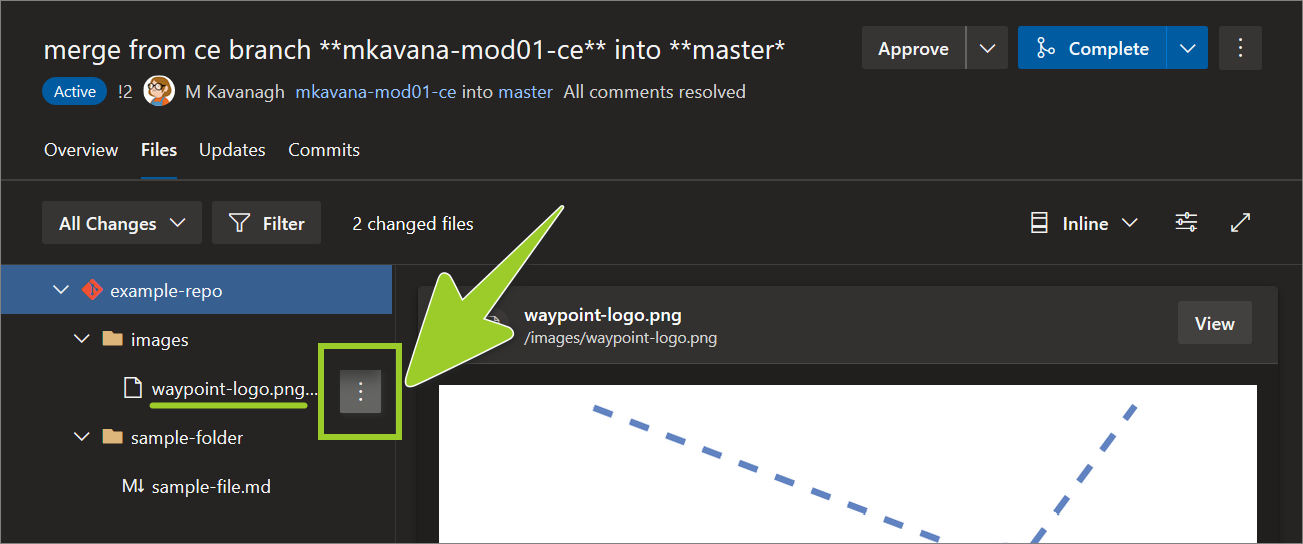 merge from ce branch **mkavana-mod01-ce** into **master*
Approve
Complete
Active !2 M Kavanagh mkavana-mod01-ce into master All comments resolved
Overview Files Updates Commits
All Changes Filter 2 changed files Inline
example-repo
images
waypoint-logo.png...
sample-folder
M↓ sample-file.md
waypoint-logo.png
/images/waypoint-logo.png
View